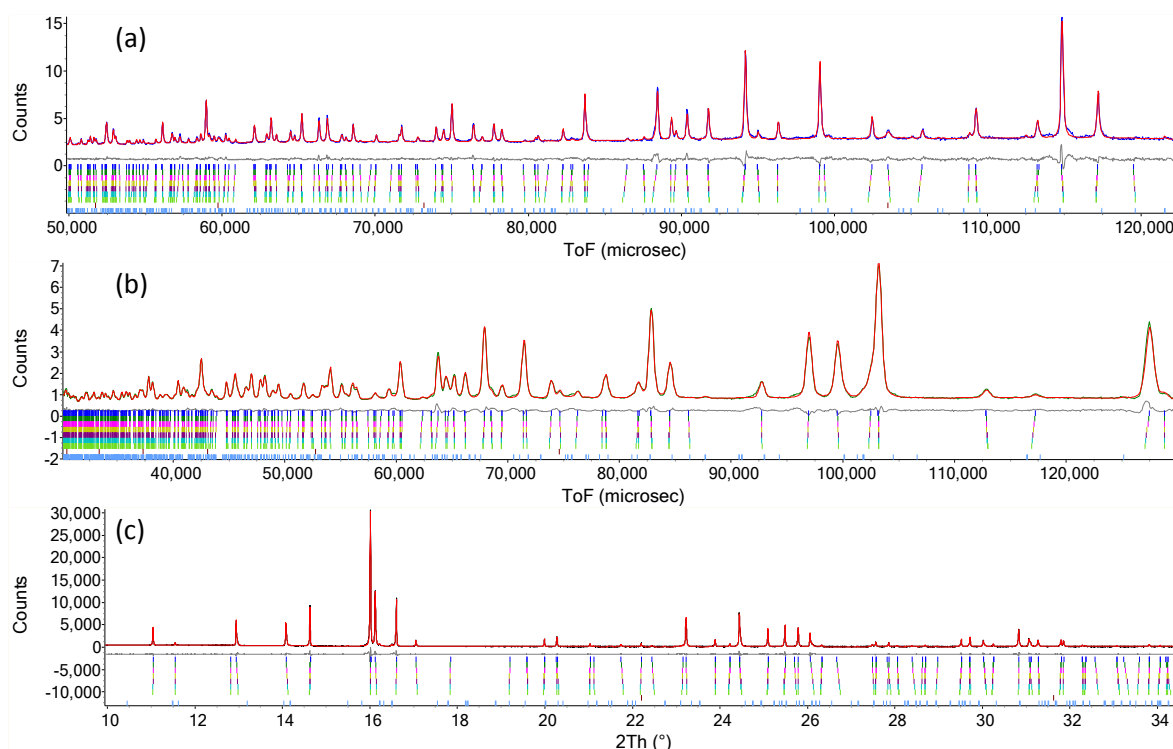 (a)
Counts
15
10
5
0
50,000 60,000 70,000 80,000 90,000 100,000 110,000 120,000
ToF (microsec)
(b)
Counts
7
6
5
4
3
2
1
0
-1
-2
40,000 50,000 60,000 70,000 80,000 90,000 100,000 110,000 120,000
ToF (microsec)
(c)
Counts
30,000
25,000
20,000
15,000
10,000
5,000
0
-5,000
-10,000
10 12 14 16 18 20 22 24 26 28 30 32 34
2Th (°)